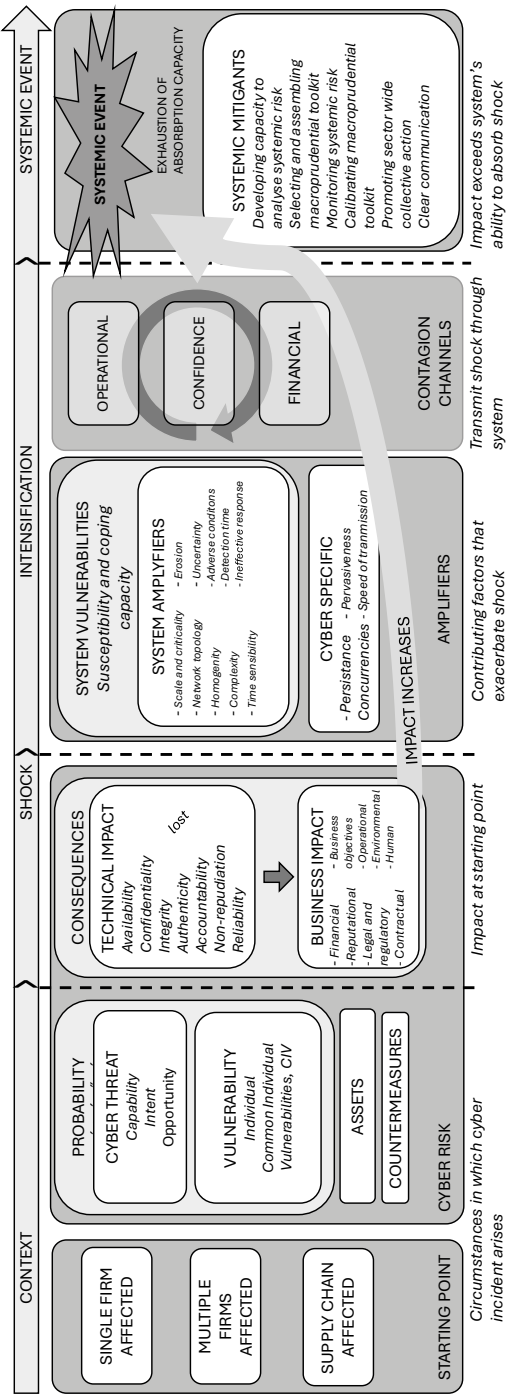 CONTEXT
SHOCK
INTENSIFICATION
SYSTEMIC EVENT
SINGLE FIRM
AFFECTED
MULTIPLE
FIRMS
AFFECTED
SUPPLY CHAIN
AFFECTED
STARTING POINT
PROBABILITY
CYBER THREAT
Capability
Intent
Opportunity
VULNERABILITY
Individual
Common Individual
Vulnerabilities, CIV
ASSETS
COUNTERMEASURES
CYBER RISK
Circumstances in which cyber
incident arises
CONSEQUENCES
TECHNICAL IMPACT
Availability
Confidentiality
Integrity
Authenticity
Accountability
Non-repudiation
Reliability
lost
BUSINESS IMPACT
- Financial
-Reputational
- Legal and
regulatory
- Contractual
- Business
objectives
- Operational
- Environmental
- Human
Impact at starting point
SYSTEM VULNERABILITIES
Susceptibility and coping
capacity
SYSTEM AMPLYFIERS
- Scale and criticality
- Network topology
- Homogenity
- Complexity
- Time sensibility
- Erosion
- Uncertainty
- Adverse conditons
- Detection time
- Ineffective response
CYBER SPECIFIC
- Persistance - Pervasiveness
Concurrencies - Speed of tranmission
AMPLIFIERS
IMPACT INCREASES
Contributing factors that
exacerbate shock
OPERATIONAL
CONFIDENCE
FINANCIAL
CONTAGION
CHANNELS
Transmit shock through
system
SYSTEMIC EVENT
EXHAUSTION OF
ABSORBPTION CAPACITY
SYSTEMIC MITIGANTS
Developing capacity to
analyse systemic risk
Selecting and assembling
macroprudential toolkit
Monitoring systemic risk
Calibrating macroprudential
toolkit
Promoting sector wide
collective action
Clear communication
Impact exceeds system's
ability to absorb shock